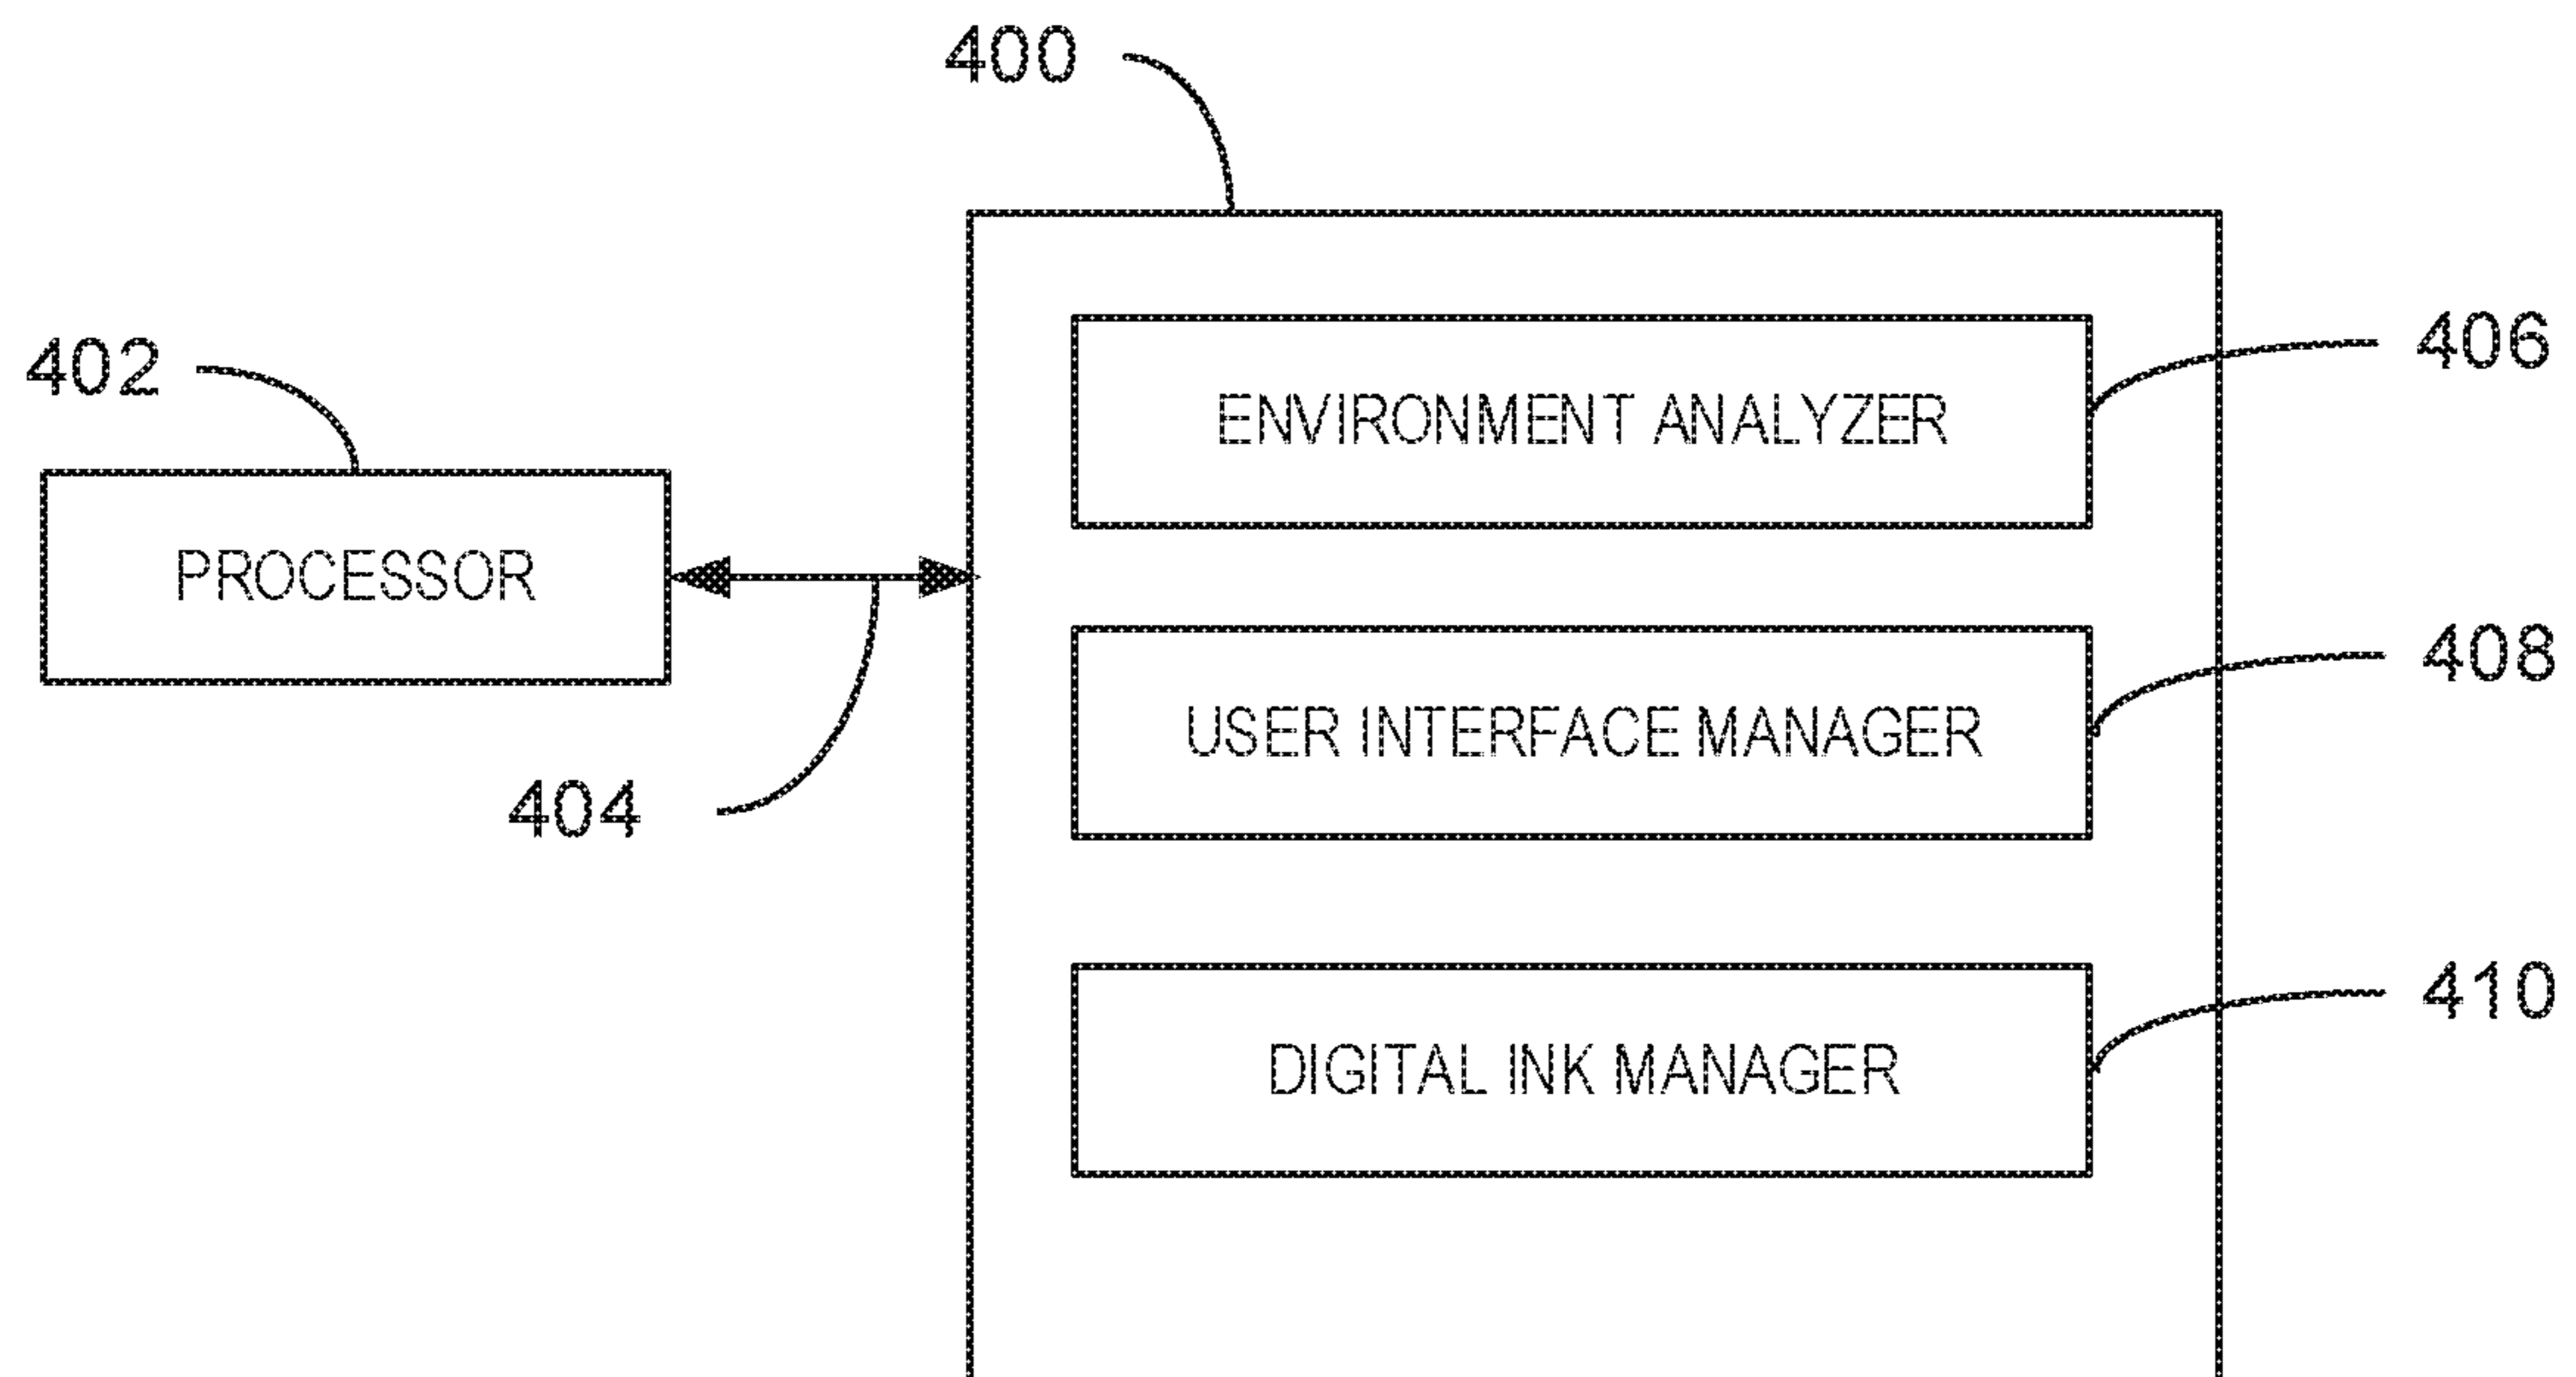 400
402
406
ENVIRONMENT ANALYZER
PROCESSOR
408
USER INTERFACE MANAGER
404
410
DIGITAL INK MANAGER